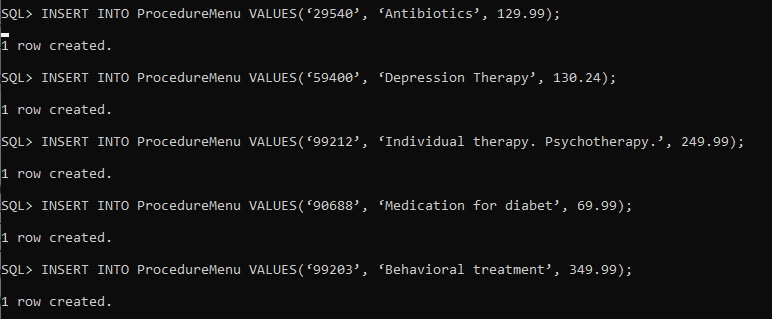 SQL> INSERT INTO ProcedureMenu VALUES(‘29540’, ‘Antibiotics’, 129.99);
1 row created.
SQL> INSERT INTO ProcedureMenu VALUES(‘59400’, ‘Depression Therapy’, 130.24);
1 row created.
SQL> INSERT INTO ProcedureMenu VALUES(‘99212’, ‘Individual therapy. Psychotherapy.’, 249.99);
1 row created.
SQL> INSERT INTO ProcedureMenu VALUES(‘90688’, ‘Medication for diabet’, 69.99);
1 row created.
SQL> INSERT INTO ProcedureMenu VALUES(‘99203’, ‘Behavioral treatment’, 349.99);
1 row created.